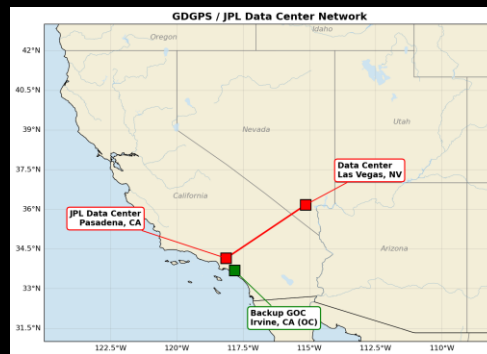 GDGPS / JPL Data Center Network
Oregon
Idaho
42°N
40.5°N
39°N
37.5°N
36°N
34.5°N
33°N
31.5°N
Nevada
Utah
California
Arizona
Data Center
Las Vegas, NV
JPL Data Center
Pasadena, CA
Backup GOC
Irvine, CA (OC)
122.5°W
120°W
117.5°W
115°W
112.5°W
110°W